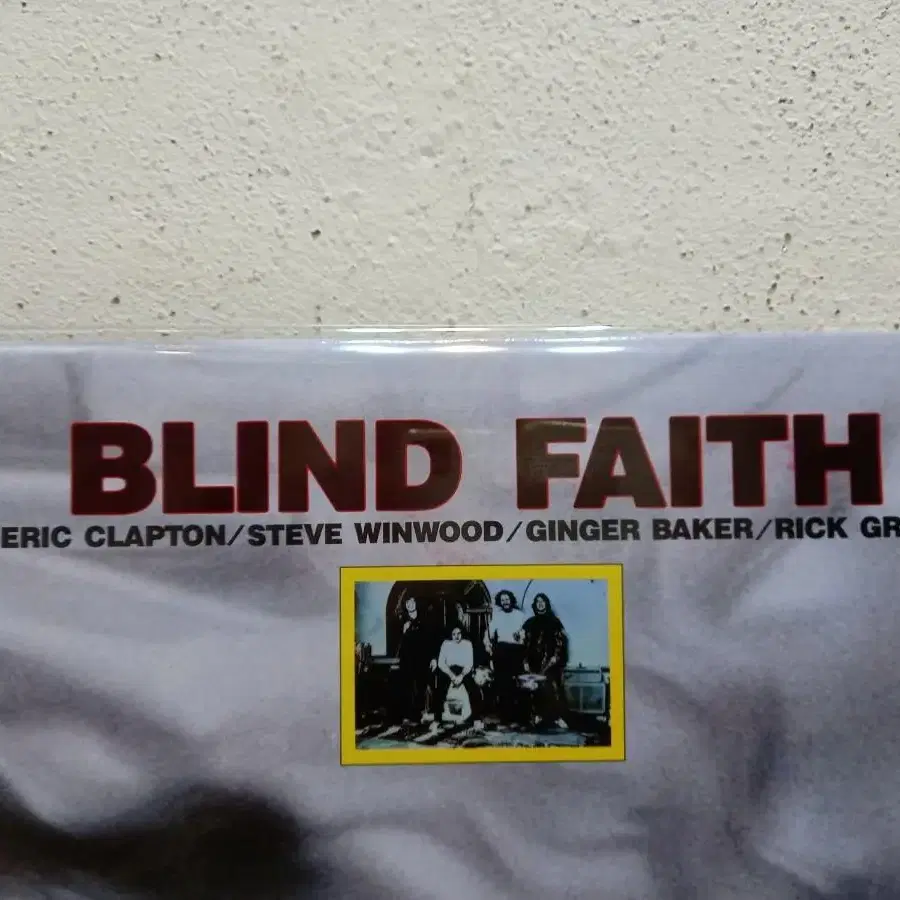 BLIND FAITH
ERIC CLAPTON/STEVE WINWOOD/GINGER BAKER/RICK GR